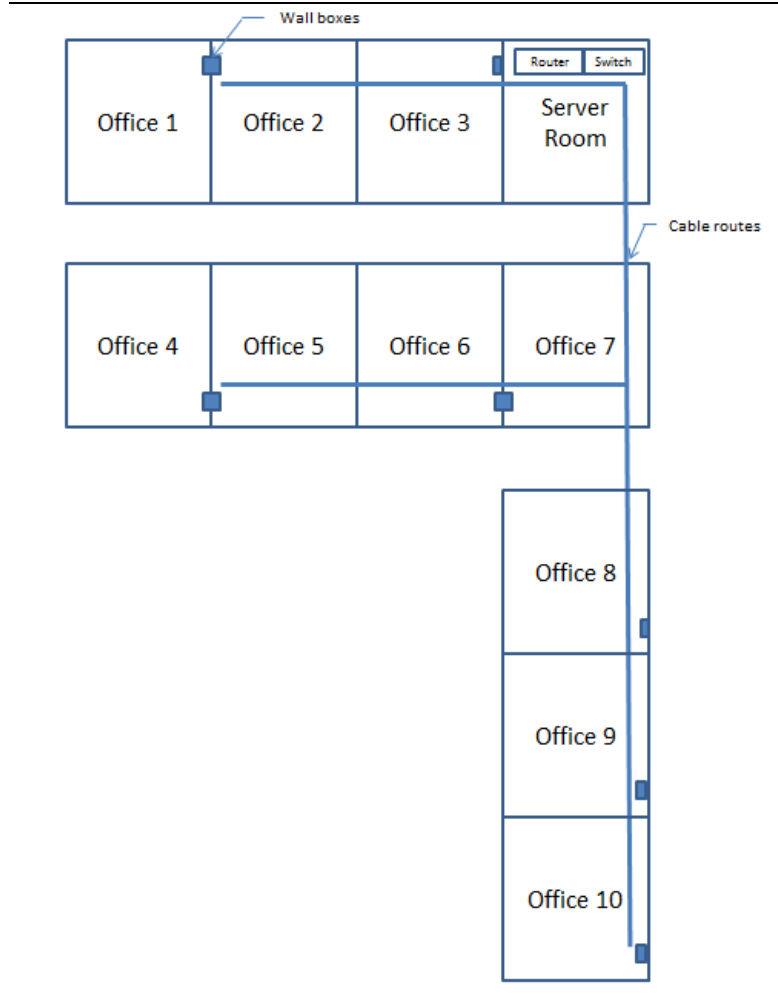 Wall boxes
Router Switch
Office 1 Office 2 Office 3 Server
Room
Cable routes
Office 4 Office 5 Office 6 Office 7
Office 8
Office 9
Office 10